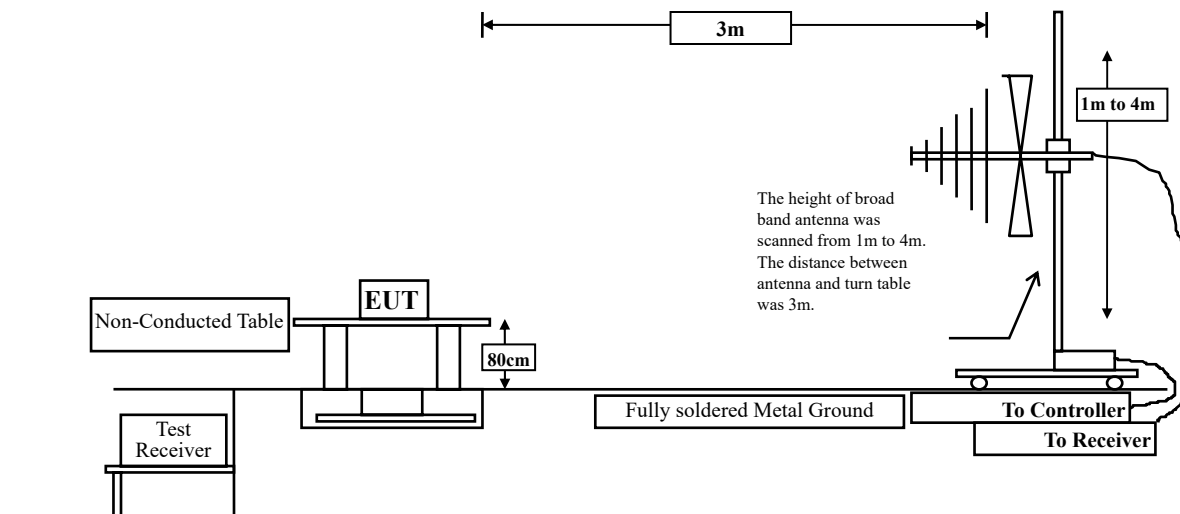 3m
1m to 4m
The height of broad
band antenna was
scanned from 1m to 4m.
The distance between
antenna and turn table
was 3m.
EUT
Non-Conducted Table
80cm
Fully soldered Metal Ground
To Controller
Test
Receiver
To Receiver